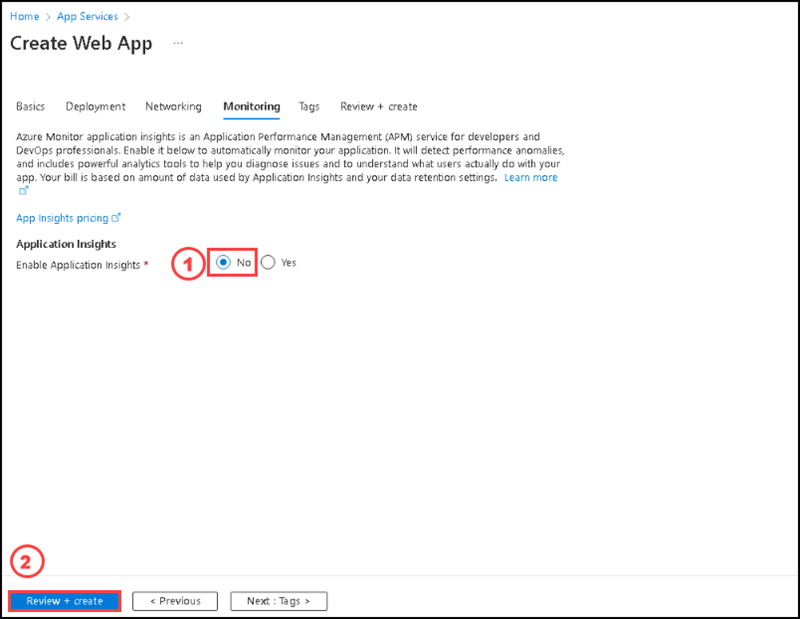 Home > App Services >
Create Web App ...
Basics Deployment Networking Monitoring Tags Review + create
Azure Monitor application insights is an Application Performance Management (APM) service for developers and
DevOps professionals. Enable it below to automatically monitor your application. It will detect performance anomalies,
and includes powerful analytics tools to help you diagnose issues and to understand what users actually do with your
app. Your bill is based on amount of data used by Application Insights and your data retention settings. Learn more
App Insights pricing
Application Insights
Enable Application Insights * 1 No Yes
2
Review + create < Previous Next : Tags >